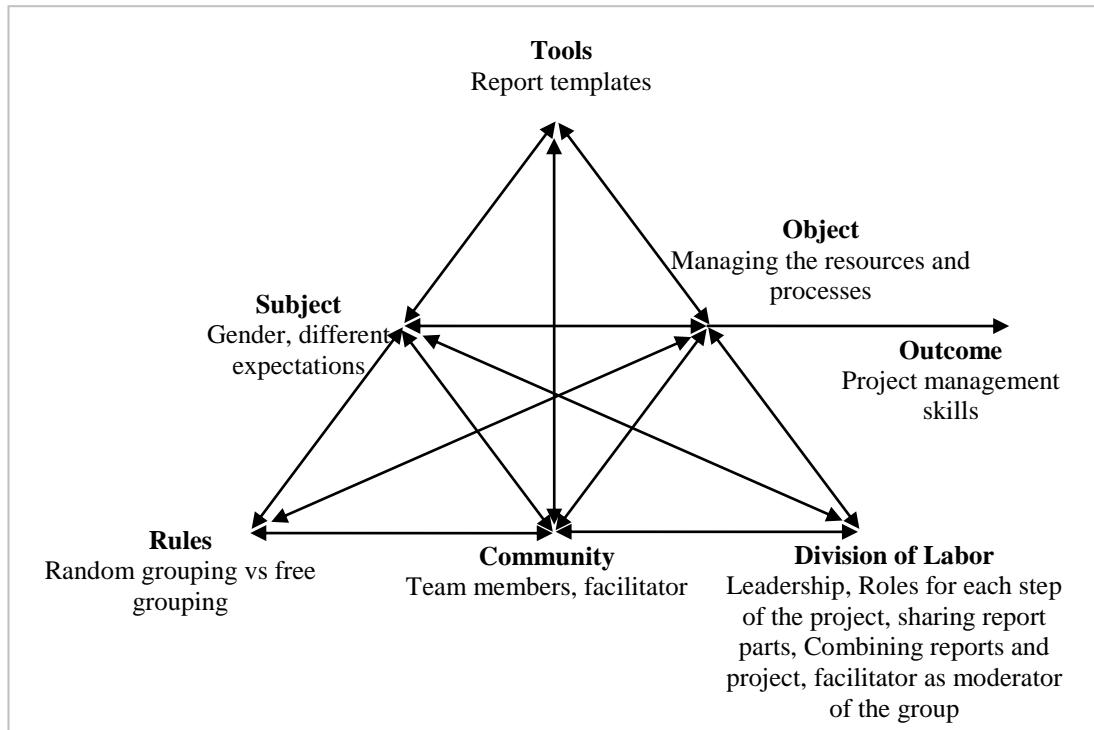 Tools
Report templates
Object
Managing the resources and
processes
Subject
Gender, different
expectations
Outcome
Project management
skills
Rules
Random grouping vs free
grouping
Community
Team members, facilitator
Division of Labor
Leadership, Roles for each step
of the project, sharing report
parts, Combining reports and
project, facilitator as moderator
of the group